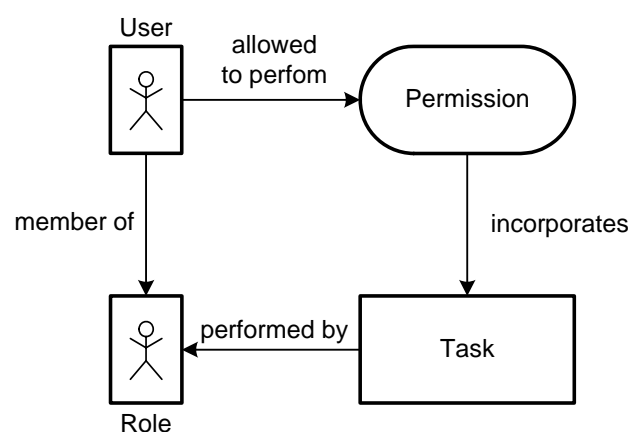 User
allowed
to perfom
Permission
member of
incorporates
performed by
Task
Role